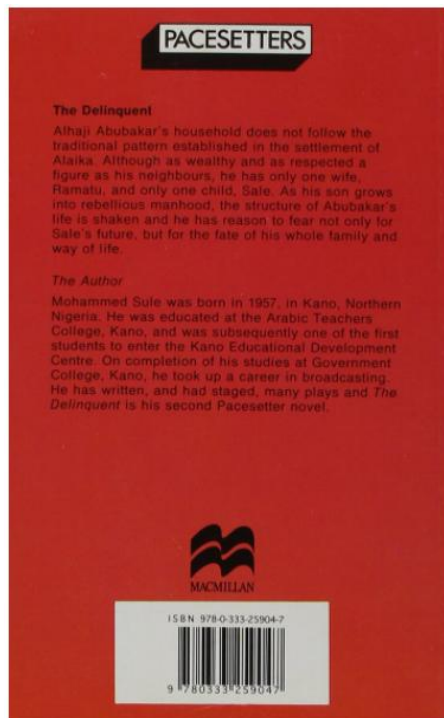 PACESETTERS
The Delinquent
Alhaji Abubakar's household does not follow the
traditional pattern established in the settlement of
Alaika. Although as wealthy and as respected a
figure as his neighbours, he has only one wife,
Ramatu, and only one child, Sale. As his son grows
into rebellious manhood, the structure of Abubakar's
life is shaken and he has reason to fear not only for
Sale's future, but for the fate of his whole family and
way of life.
The Author
Mohammed Sule was born in 1957, in Kano, Northern
Nigeria. He was educated at the Arabic Teachers
College, Kano, and was subsequently one of the first
students to enter the Kano Educational Development
Centre. On completion of his studies at Government
College, Kano, he took up a career in broadcasting.
He has written, and had staged, many plays and The
Delinquent is his second Pacesetter novel.
MACMILLAN
ISBN 978-0-333-25904-7
9 780333 259047